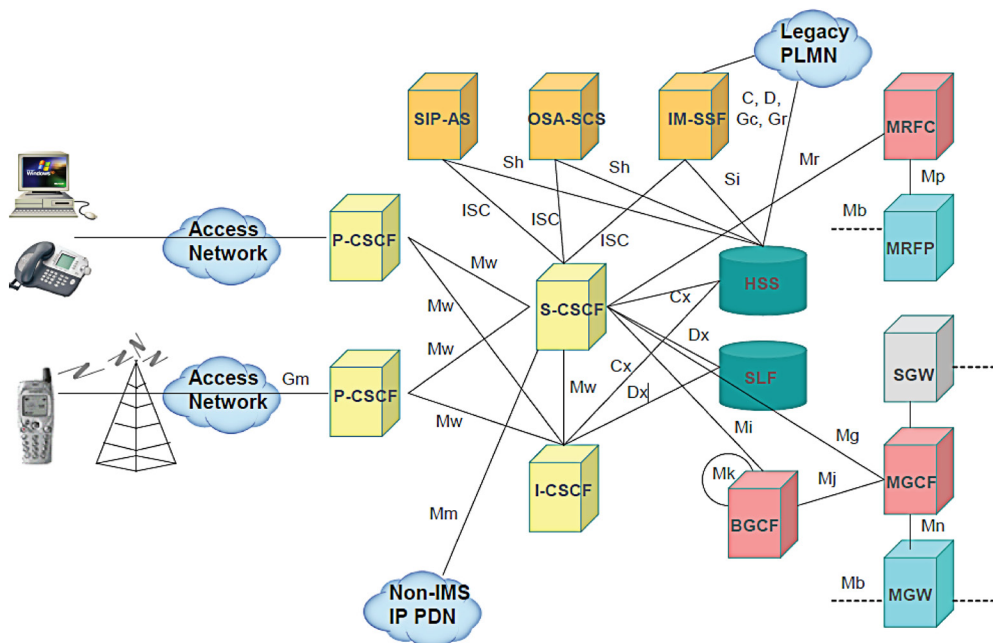 Legacy
PLMN
SIP-AS
OSA-SCS
IM-SSF
C, D,
Gc, Gr
MRFC
Windows
Sh
Sh
Si
Mr
Mp
ISC
ISC
ISC
Mb
MRFP
Access
Network
P-CSCF
Mw
Mw
S-CSCF
Cx
HSS
Dx
Mw
Access
Network
Gm
P-CSCF
Mw
Mw
Cx
Dx
SLF
SGW
Mi
Mg
I-CSCF
Mk
Mj
BGCF
MGCF
Mm
Mn
Non-IMS
IP PDN
Mb
MGW